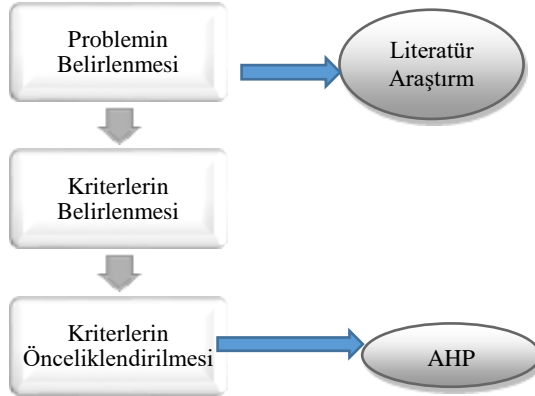 Problemin
Belirlenmesi
Literatür
Araştırm
Kriterlerin
Belirlenmesi
Kriterlerin
Önceliklendirilmesi
AHP